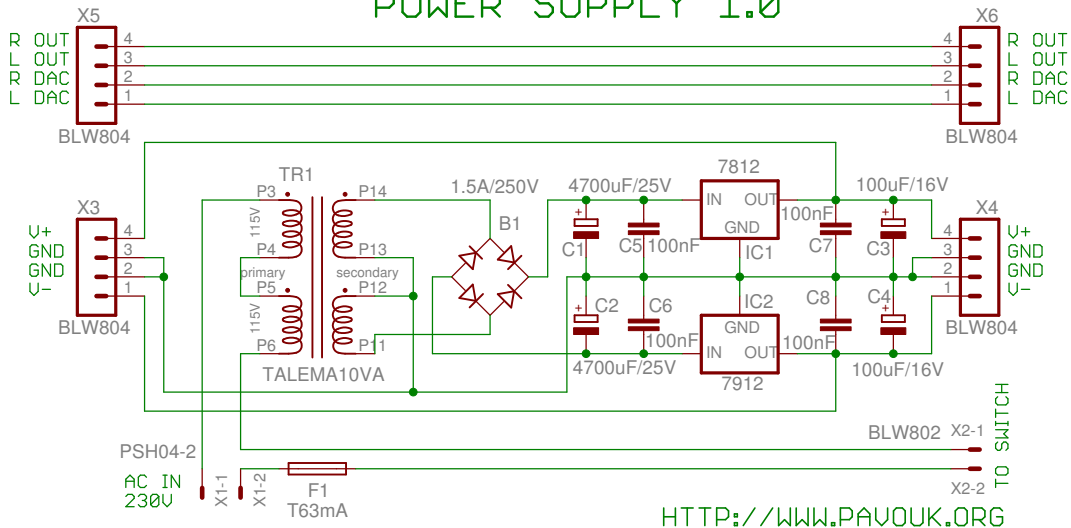 POWER SUPPLY 1.0
X5
X6
R OUT
4
4
R OUT
L OUT
3
3
L OUT
R DAC
2
2
R DAC
L DAC
1
1
L DAC
BLW804
BLW804
TR1
7812
P3
P14
1.5A/250V
4700uF/25V
IN
OUT
100uF/16V
115V
100nF
X3
B1
GND
X4
V+
4
4
V+
GND
3
P4
P13
C1
C5
100nF
IC1
C7
C3
3
GND
GND
2
primary
secondary
2
GND
V-
1
P5
P12
C2
C6
IC2
C8
C4
1
V-
BLW804
115V
GND
BLW804
P6
P11
100nF
IN
OUT
100nF
TALEMA10VA
4700uF/25V
7912
100uF/16V
PSH04-2
BLW802
X2-1
TO SWITCH
AC IN
230V
X1-1
X1-2
F1
T63mA
X2-2
HTTP://WWW.PAVOUK.ORG